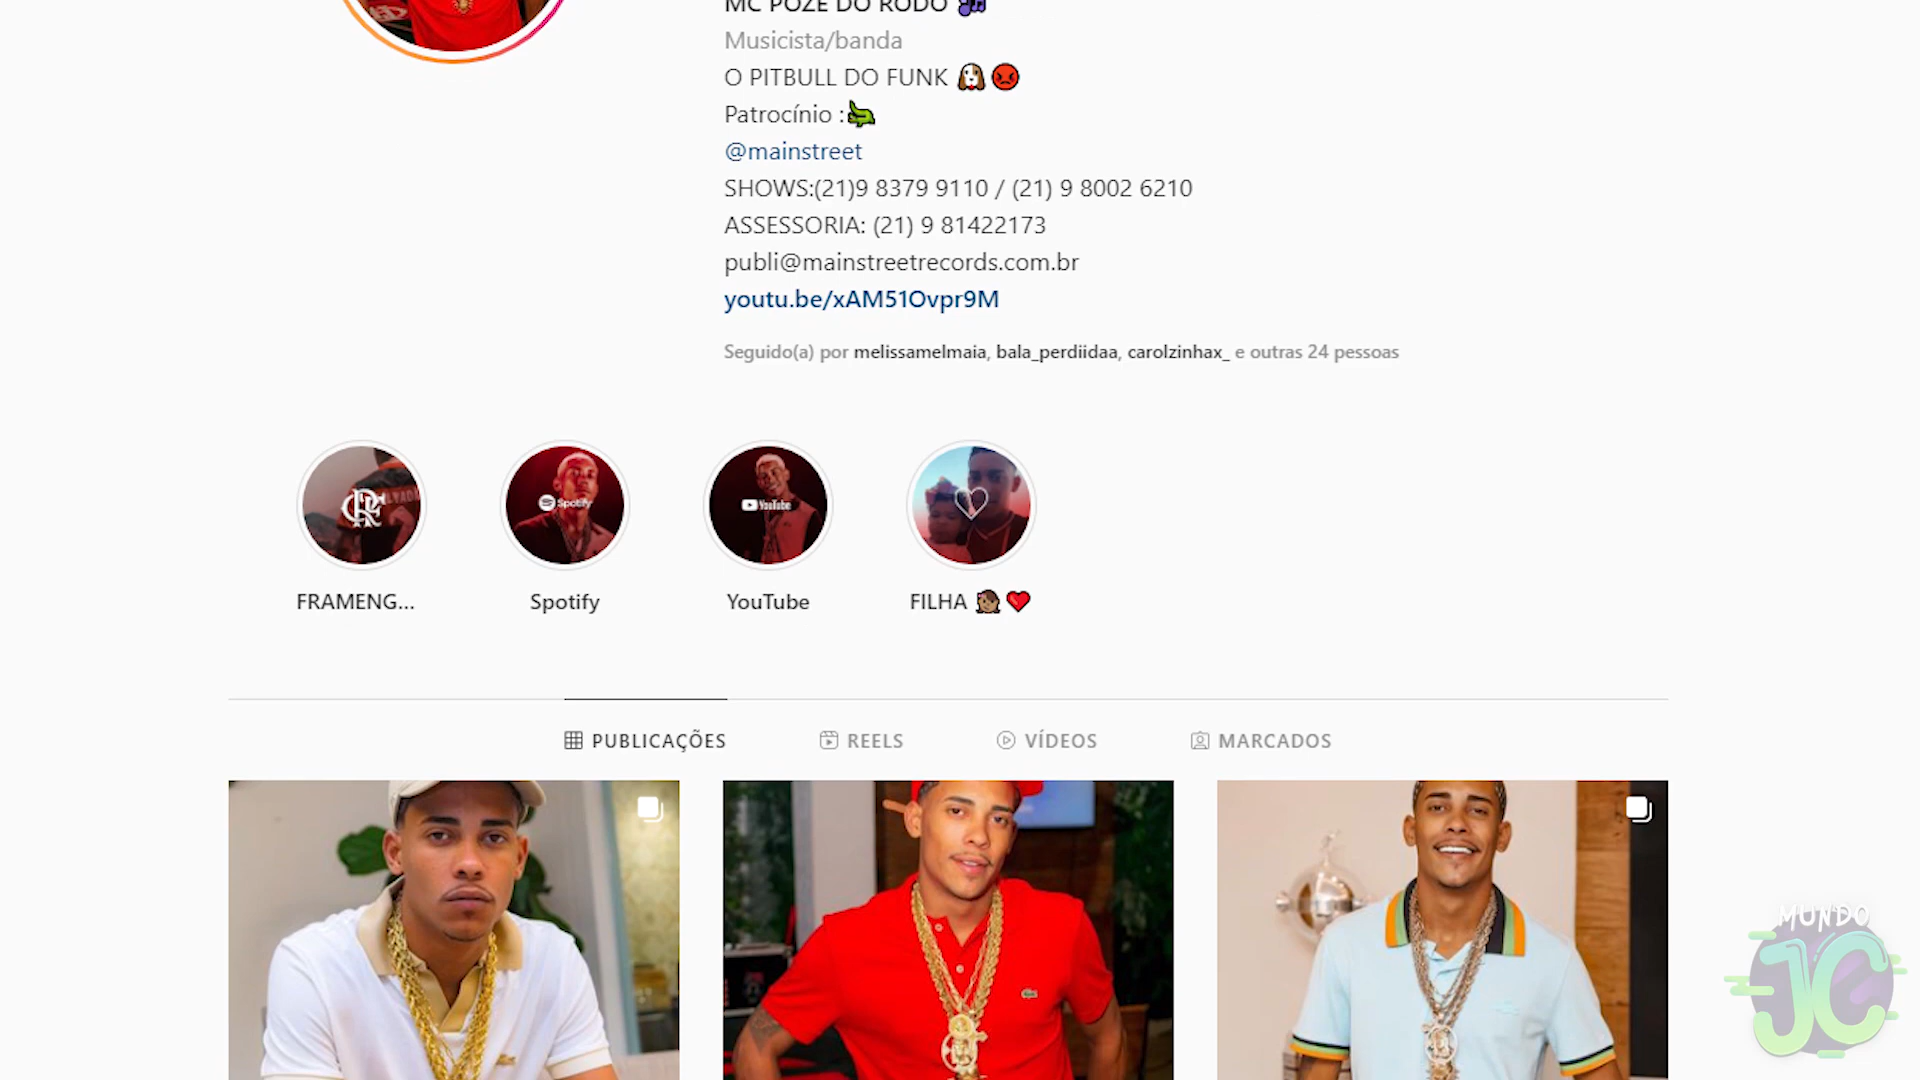 MC POZE DO RODO
Musicista/banda
O PITBULL DO FUNK
Patrocínio :
@mainstreet
SHOWS:(21)9 8379 9110 / (21) 9 8002 6210
ASSESSORIA: (21) 9 81422173
publi@mainstreetrecords.com.br
youtu.be/xAM51Ovpr9M
Seguido(a) por melissamelmaia, bala_perdiidaa, carolzinhax_ e outras 24 pessoas
Spotify
YouTube
FRAMENG...
Spotify
YouTube
FILHA
PUBLICAÇÕES
REELS
VÍDEOS
MARCADOS
MUNDO
JC